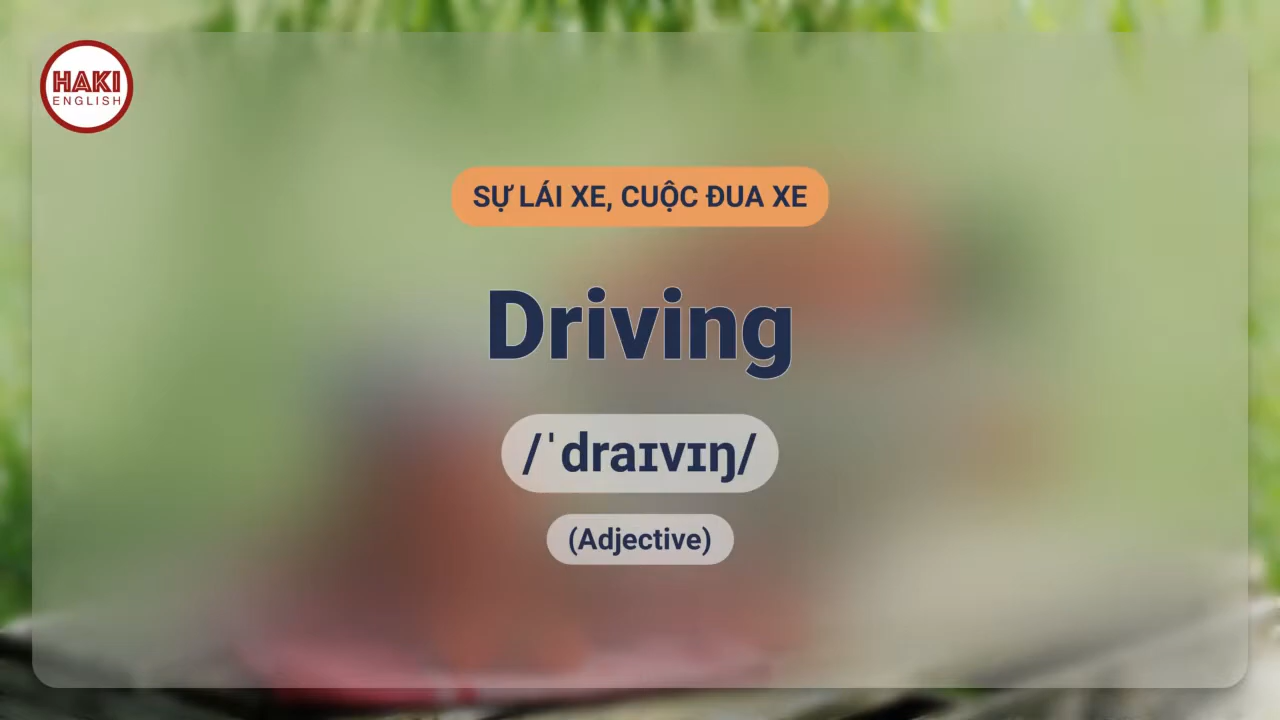 HAKI
ENGLISH
SỰ LÁI XE, CUỘC ĐUA XE
Driving
/ˈdraɪvɪŋ/
(Adjective)